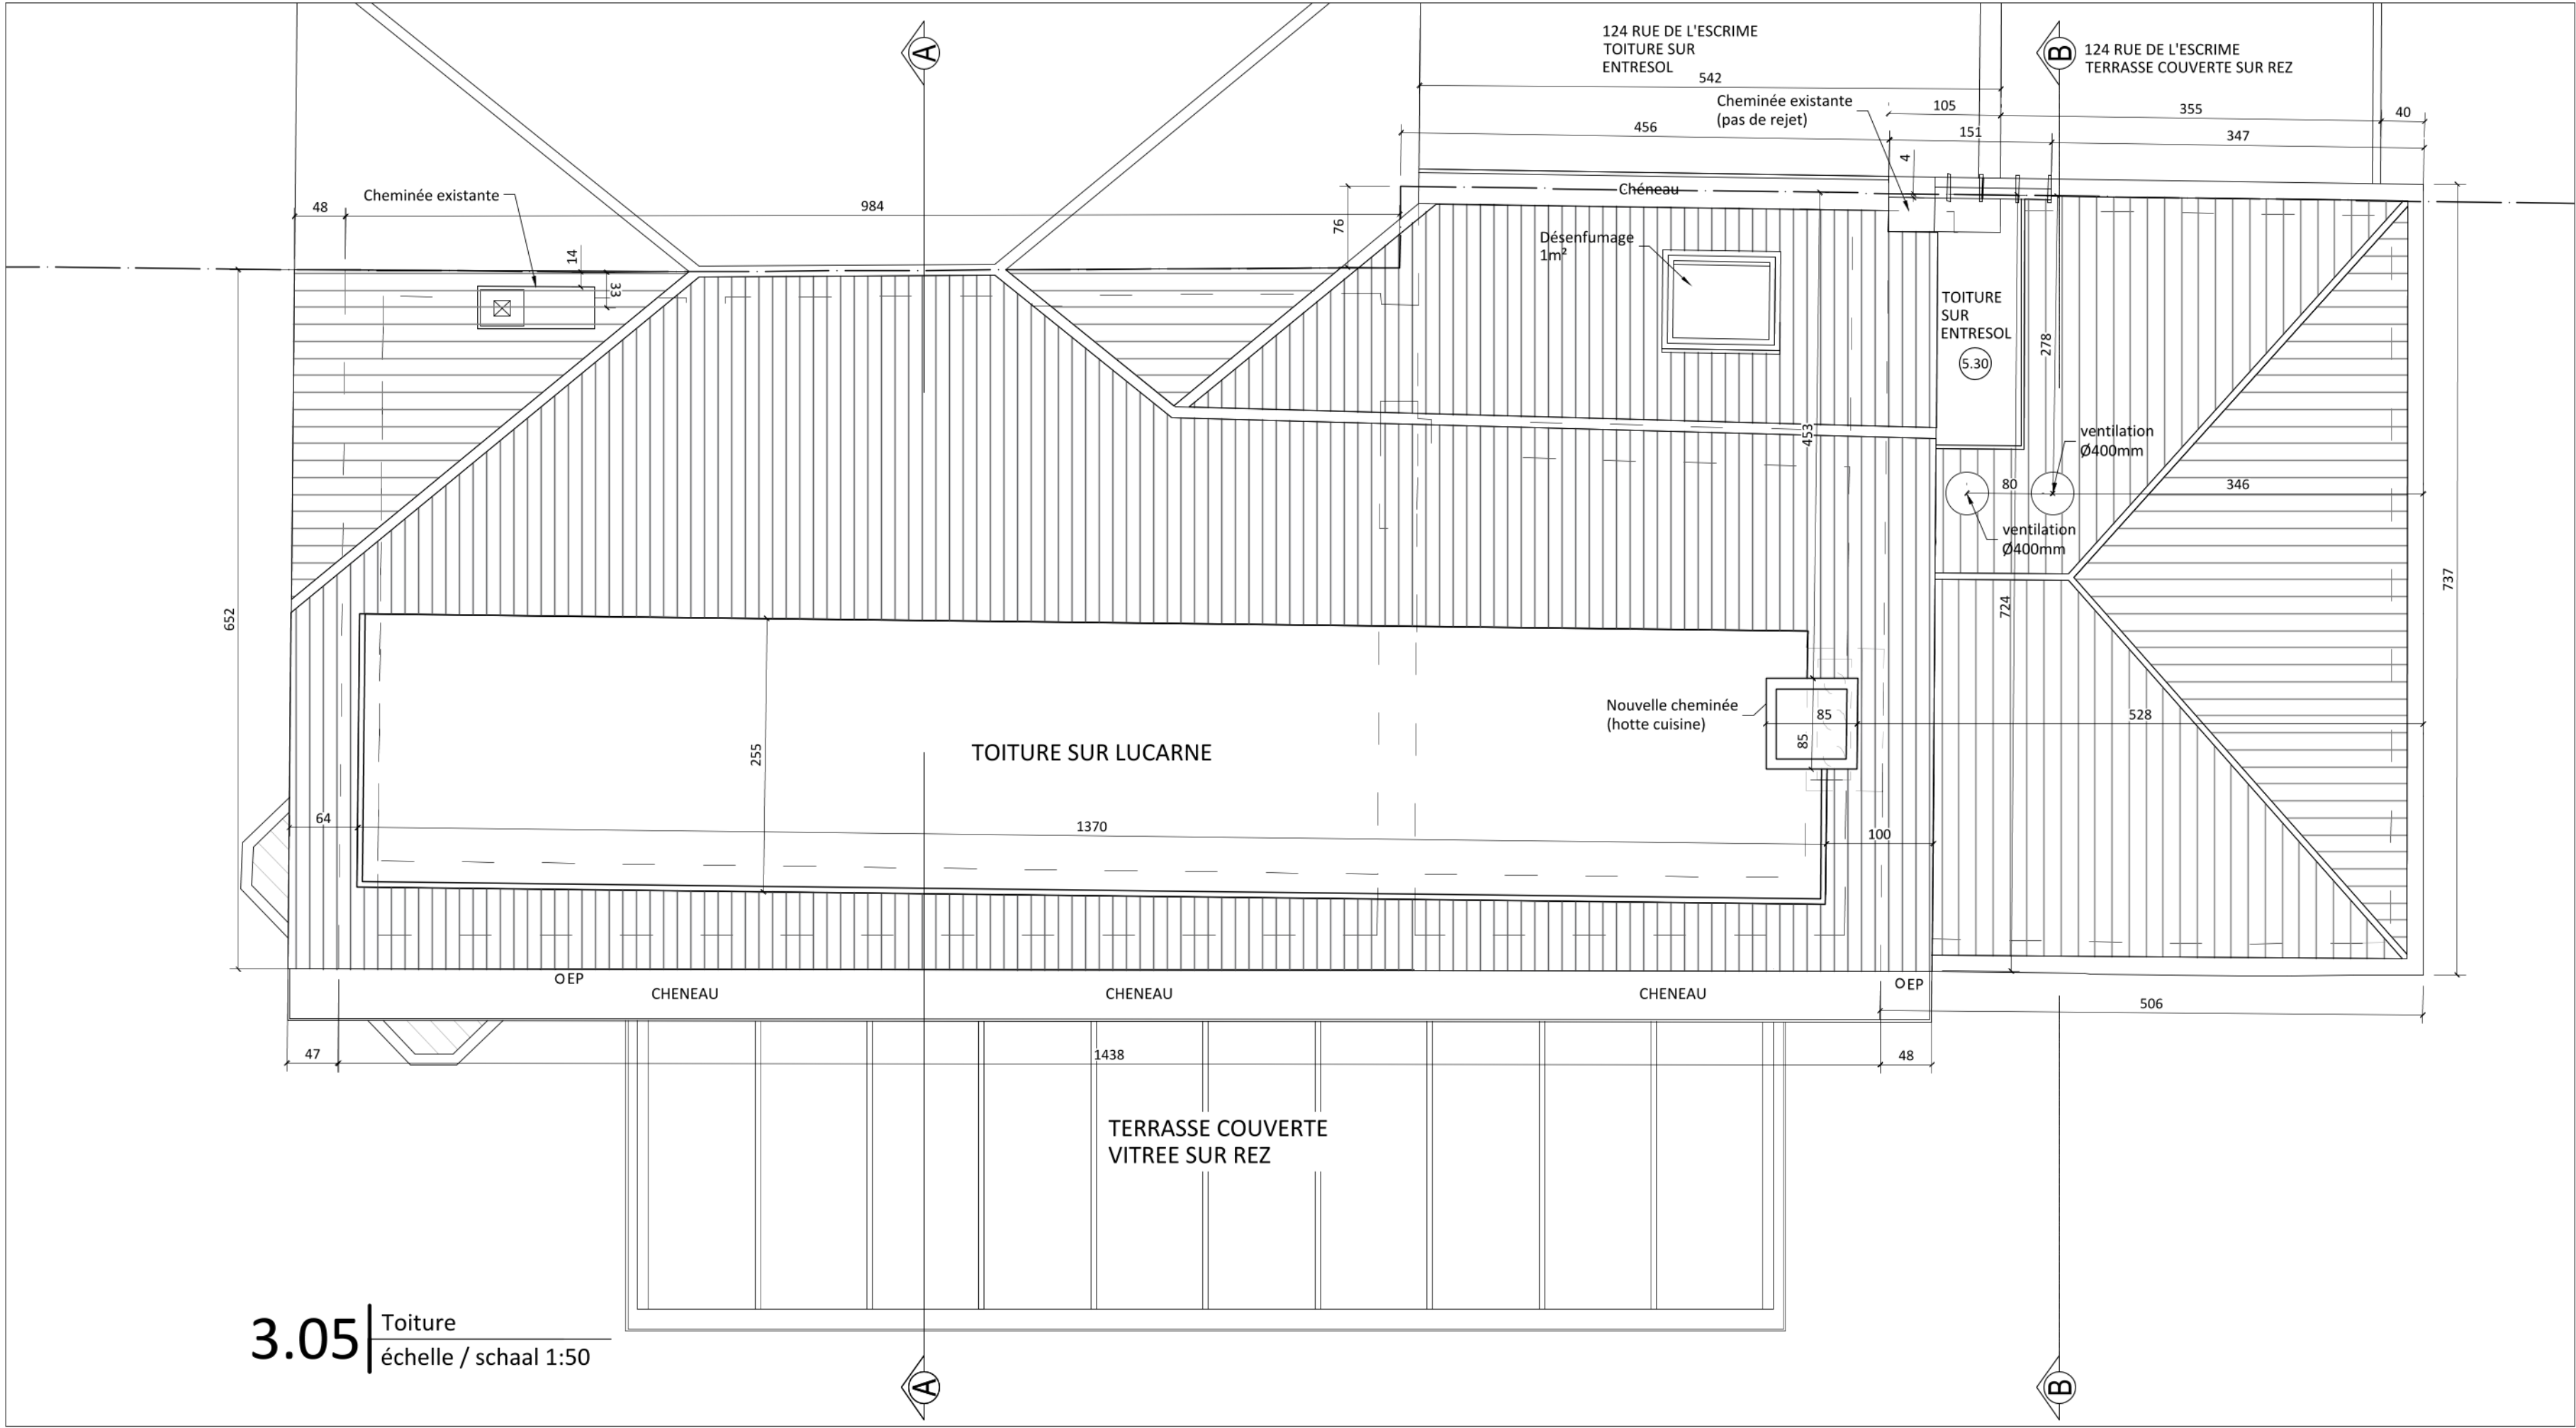 124 RUE DE L'ESCRIME
TOITURE SUR
ENTRESOL
124 RUE DE L'ESCRIME
TERRASSE COUVERTE SUR REZ
A
B
542
Cheminée existante
(pas de rejet)
105
355
40
456
151
347
4
Cheminée existante
48
984
Chéneau
76
14
33
Désenfumage
1m²
TOITURE
SUR
ENTRESOL
5.30
278
453
ventilation
Ø400mm
80
346
ventilation
Ø400mm
652
724
737
Nouvelle cheminée
(hotte cuisine)
85
85
528
255
TOITURE SUR LUCARNE
64
1370
100
EP
CHENEAU
CHENEAU
CHENEAU
EP
506
47
1438
48
TERRASSE COUVERTE
VITREE SUR REZ
3.05
Toiture
échelle / schaal 1:50
A
B